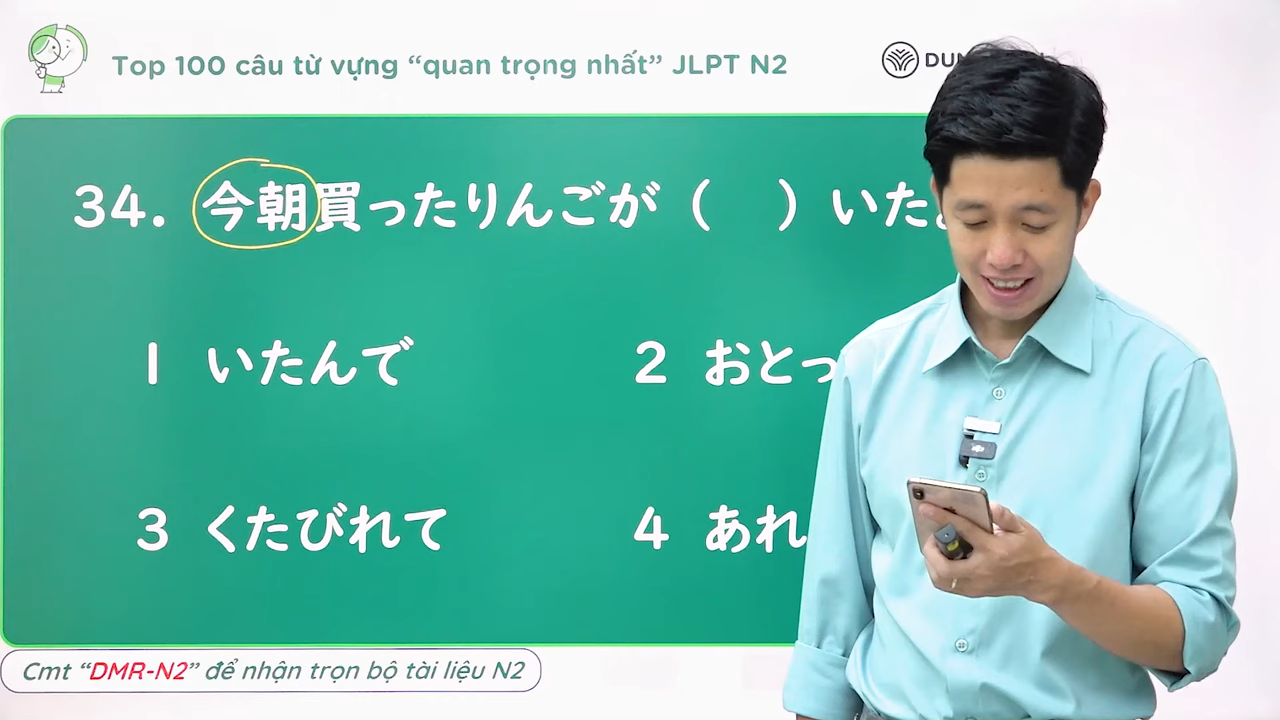 Top 100 câu từ vựng “quan trọng nhất” JLPT N2
34. 今朝買ったりんごが（　）いた
1 いたんで
2 おとっ
3 くたびれて
4 あれ
Cmt “DMR-N2” để nhận trọn bộ tài liệu N2